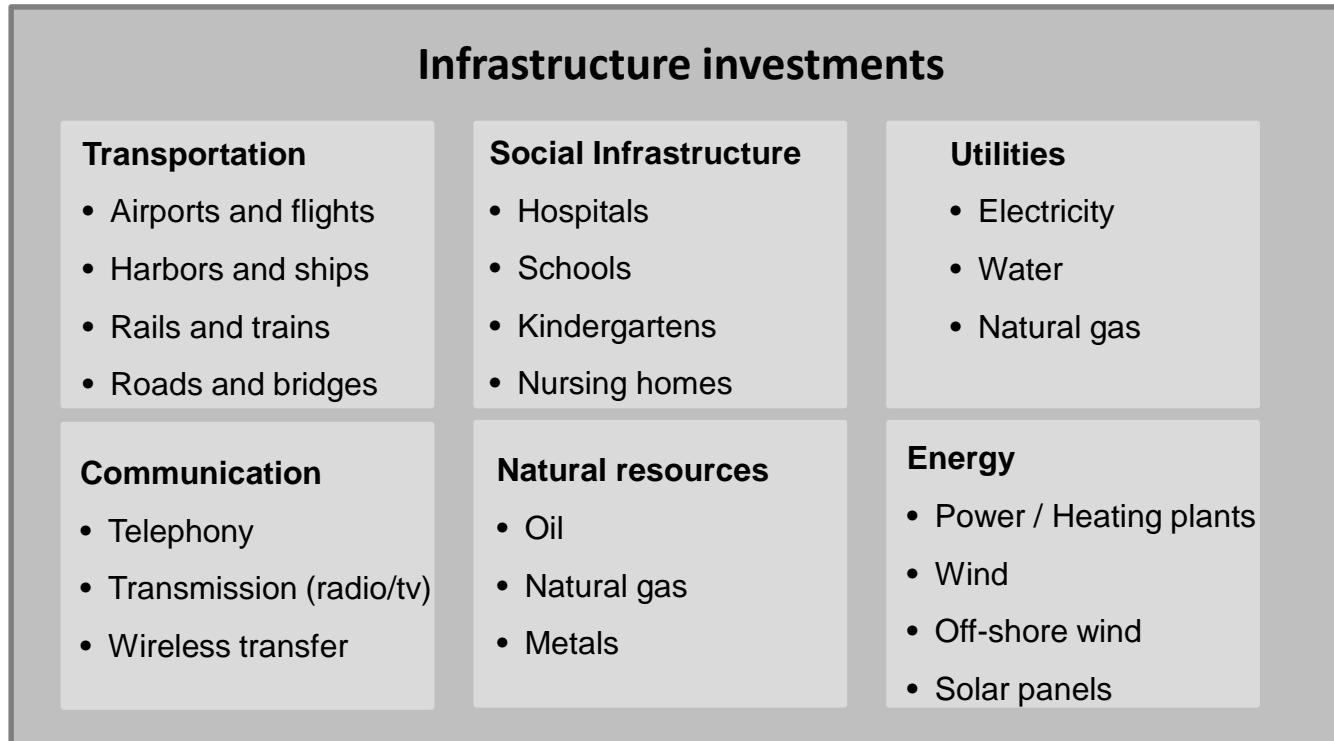 Infrastructure investments
Transportation
• Airports and flights
• Harbors and ships
• Rails and trains
• Roads and bridges
Social Infrastructure
• Hospitals
• Schools
• Kindergartens
• Nursing homes
Utilities
• Electricity
• Water
• Natural gas
Communication
• Telephony
• Transmission (radio/tv)
• Wireless transfer
Natural resources
• Oil
• Natural gas
• Metals
Energy
• Power / Heating plants
• Wind
• Off-shore wind
• Solar panels